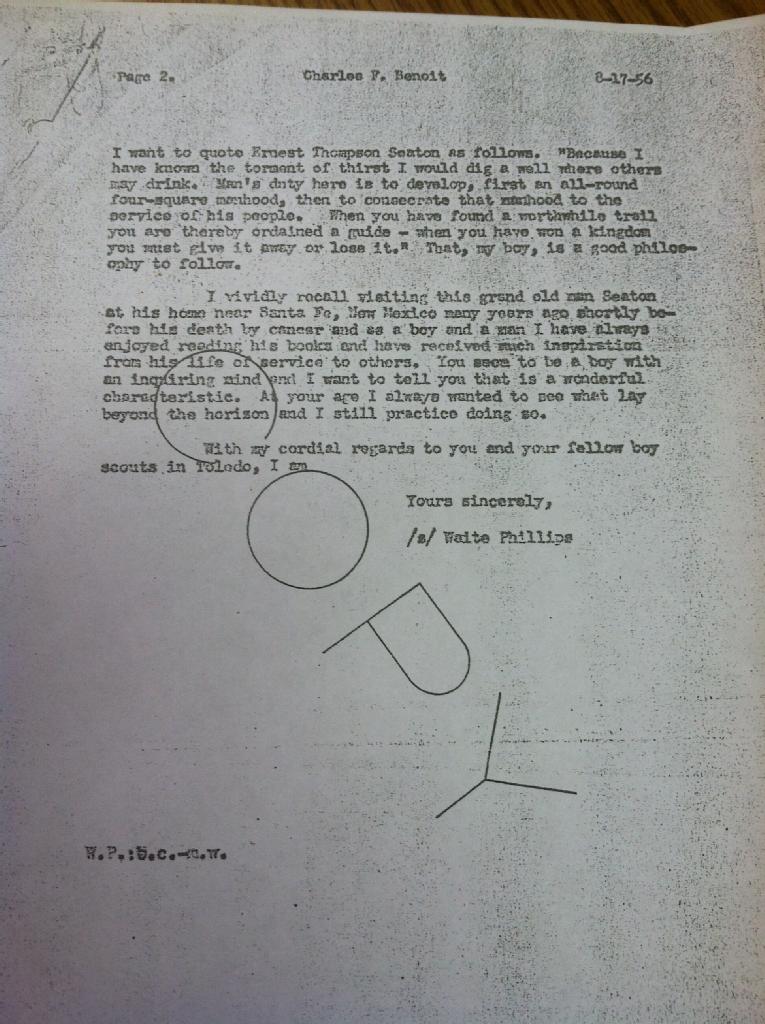 Page 2. Charles F. Benoit 8-17-56
I want to quote Ernest Thompson Seaton as follows. "Because I
have known the torment of thirst I would dig a well where others
may drink. Man's duty here is to develop, first an all-round
four-square manhood, then to consecrate that manhood to the
service of his people. When you have found a worthwhile trail
you are thereby ordained a guide - when you have won a kingdom
you must give it away or lose it." That, my boy, is a good philos-
ophy to follow.
I vividly recall visiting this grand old man Seaton
at his home near Santa Fe, New Mexico many years ago shortly be-
fore his death by cancer and as a boy and a man I have always
enjoyed reading his books and have received much inspiration
from his life of service to others. You seem to be a boy with
an inquiring mind and I want to tell you that is a wonderful
characteristic. At your age I always wanted to see what lay
beyond the horizon and I still practice doing so.
With my cordial regards to you and your fellow boy
scouts in Toledo, I am
Yours sincerely,
/s/ Waite Phillips
COPY
W.P.:b.c.-m.w.